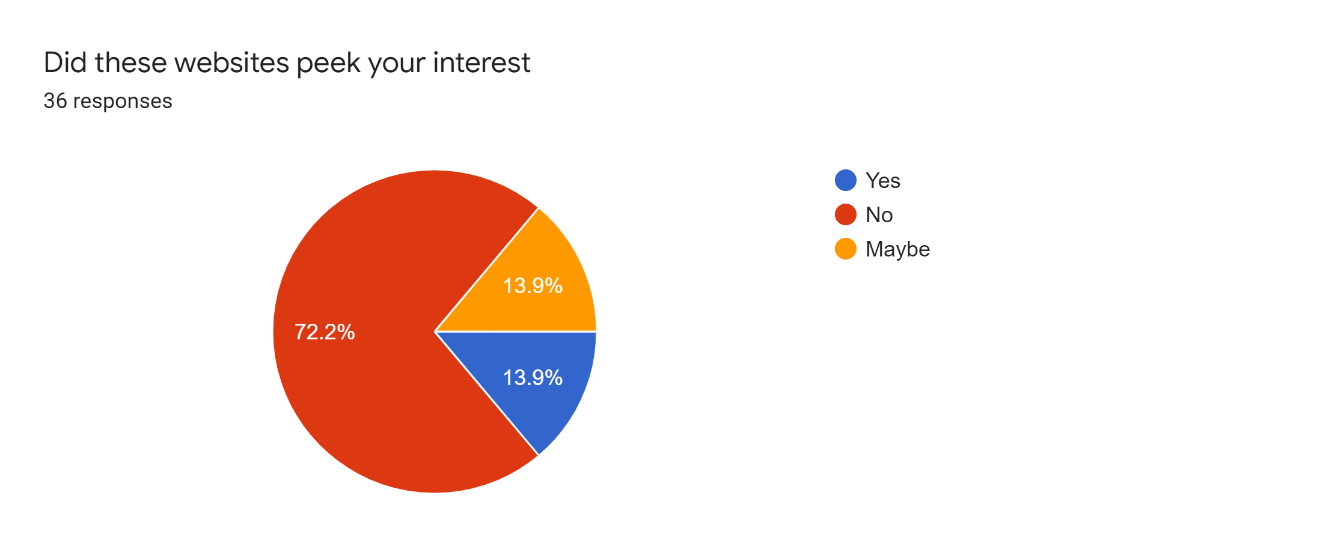 Did these websites peek your interest
36 responses
Yes
No
Maybe
13.9%
72.2%
13.9%